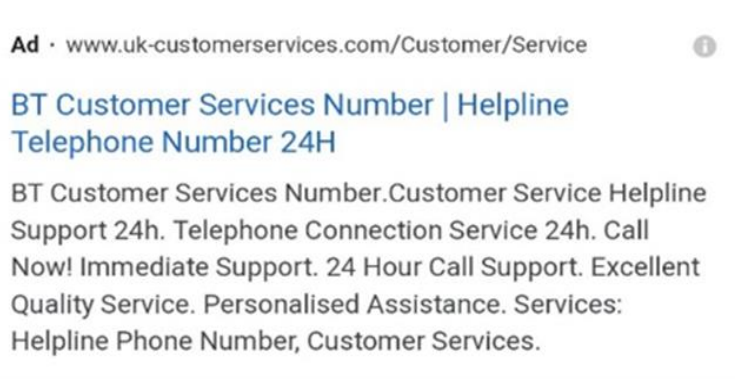 Ad · www.uk-customerservices.com/Customer/Service
BT Customer Services Number | Helpline
Telephone Number 24H
BT Customer Services Number.Customer Service Helpline
Support 24h. Telephone Connection Service 24h. Call
Now! Immediate Support. 24 Hour Call Support. Excellent
Quality Service. Personalised Assistance. Services:
Helpline Phone Number, Customer Services.